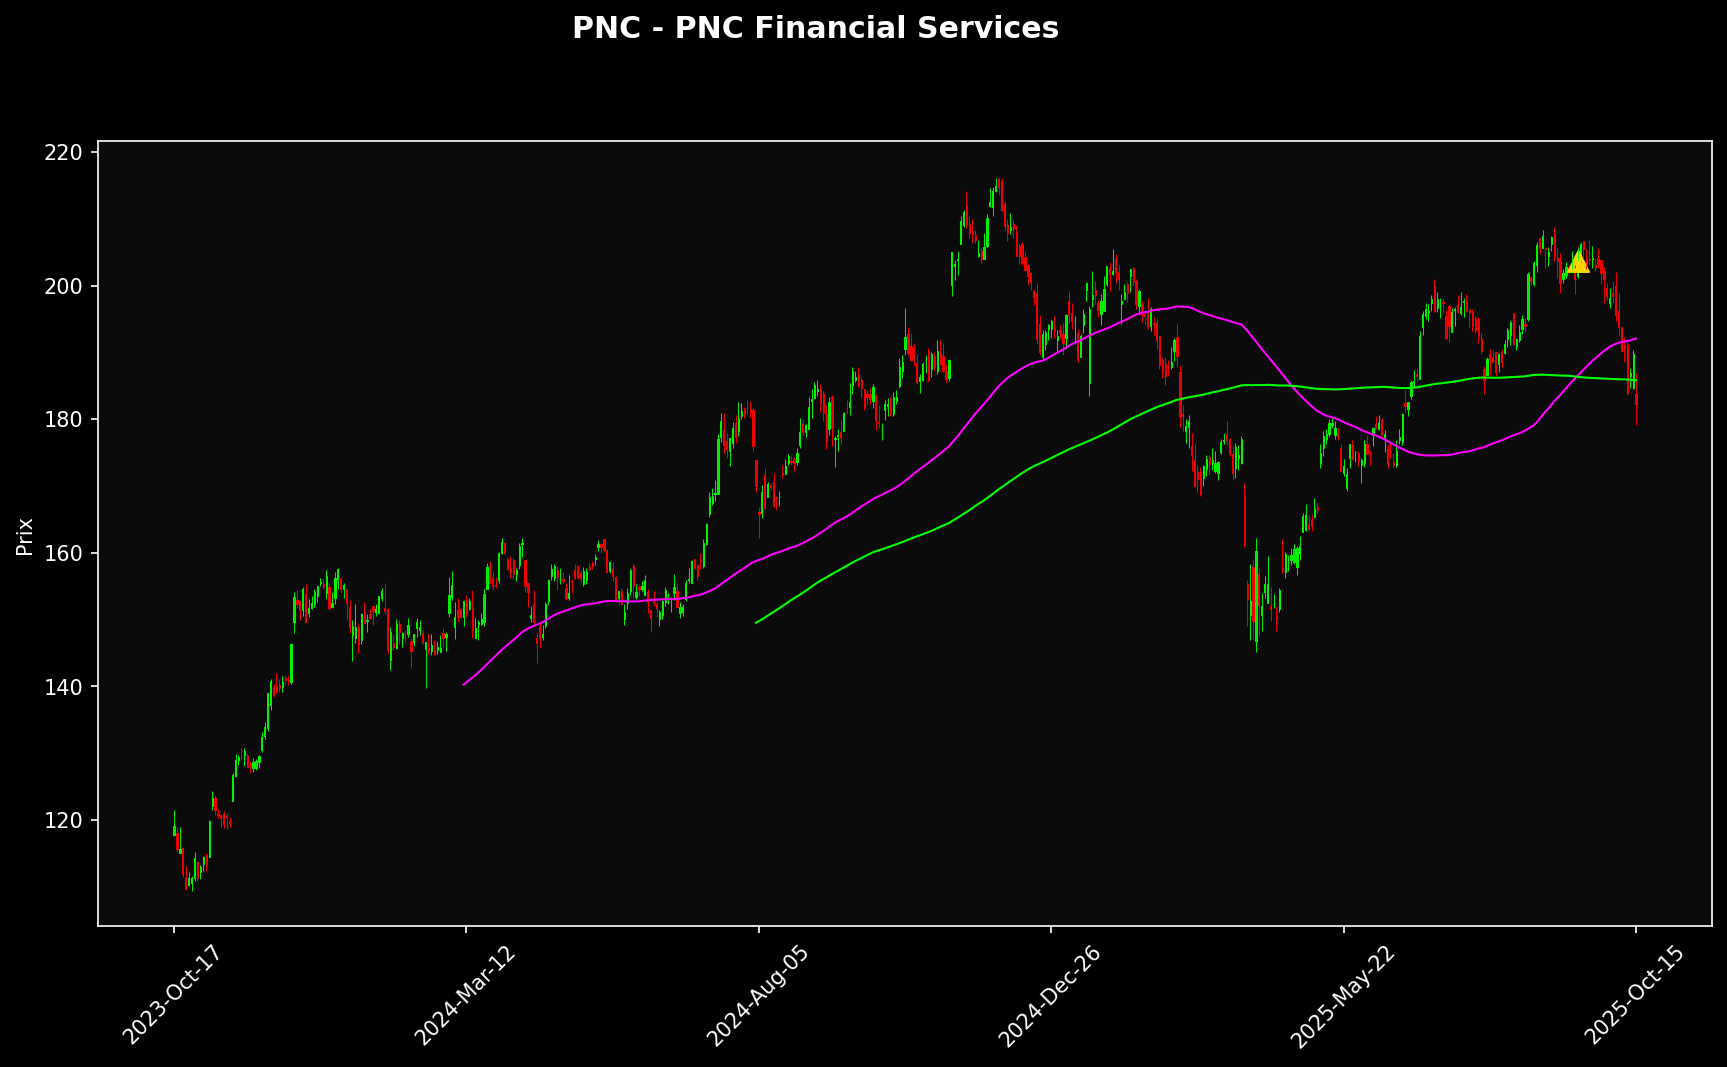 PNC - PNC Financial Services
Prix
220
200
180
160
140
120
2023-Oct-17
2024-Mar-12
2024-Aug-05
2024-Dec-26
2025-May-22
2025-Oct-15